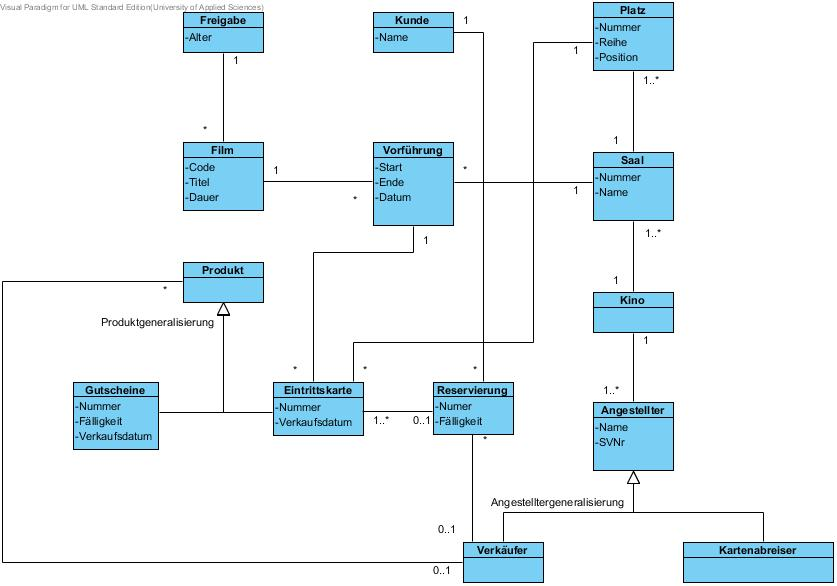 Visual Paradigm for UML Standard Edition(University of Applied Sciences)
Freigabe
-Alter
1
*
Kunde
-Name
1
Platz
-Nummer
-Reihe
-Position
1
1..*
Film
-Code
-Titel
-Dauer
1
*
Vorführung
-Start
-Ende
-Datum
*
1
1
1
Saal
-Nummer
-Name
1..*
1
Kino
1
1..*
Produkt
*
Produktgeneralisierung
Gutscheine
-Nummer
-Fälligkeit
-Verkaufsdatum
*
*
Eintrittskarte
-Nummer
-Verkaufsdatum
1..*
0..1
*
Reservierung
-Numer
-Fälligkeit
*
0..1
Angestellter
-Name
-SVNr
Angestelltergeneralisierung
0..1
Verkäufer
Kartenabreiser